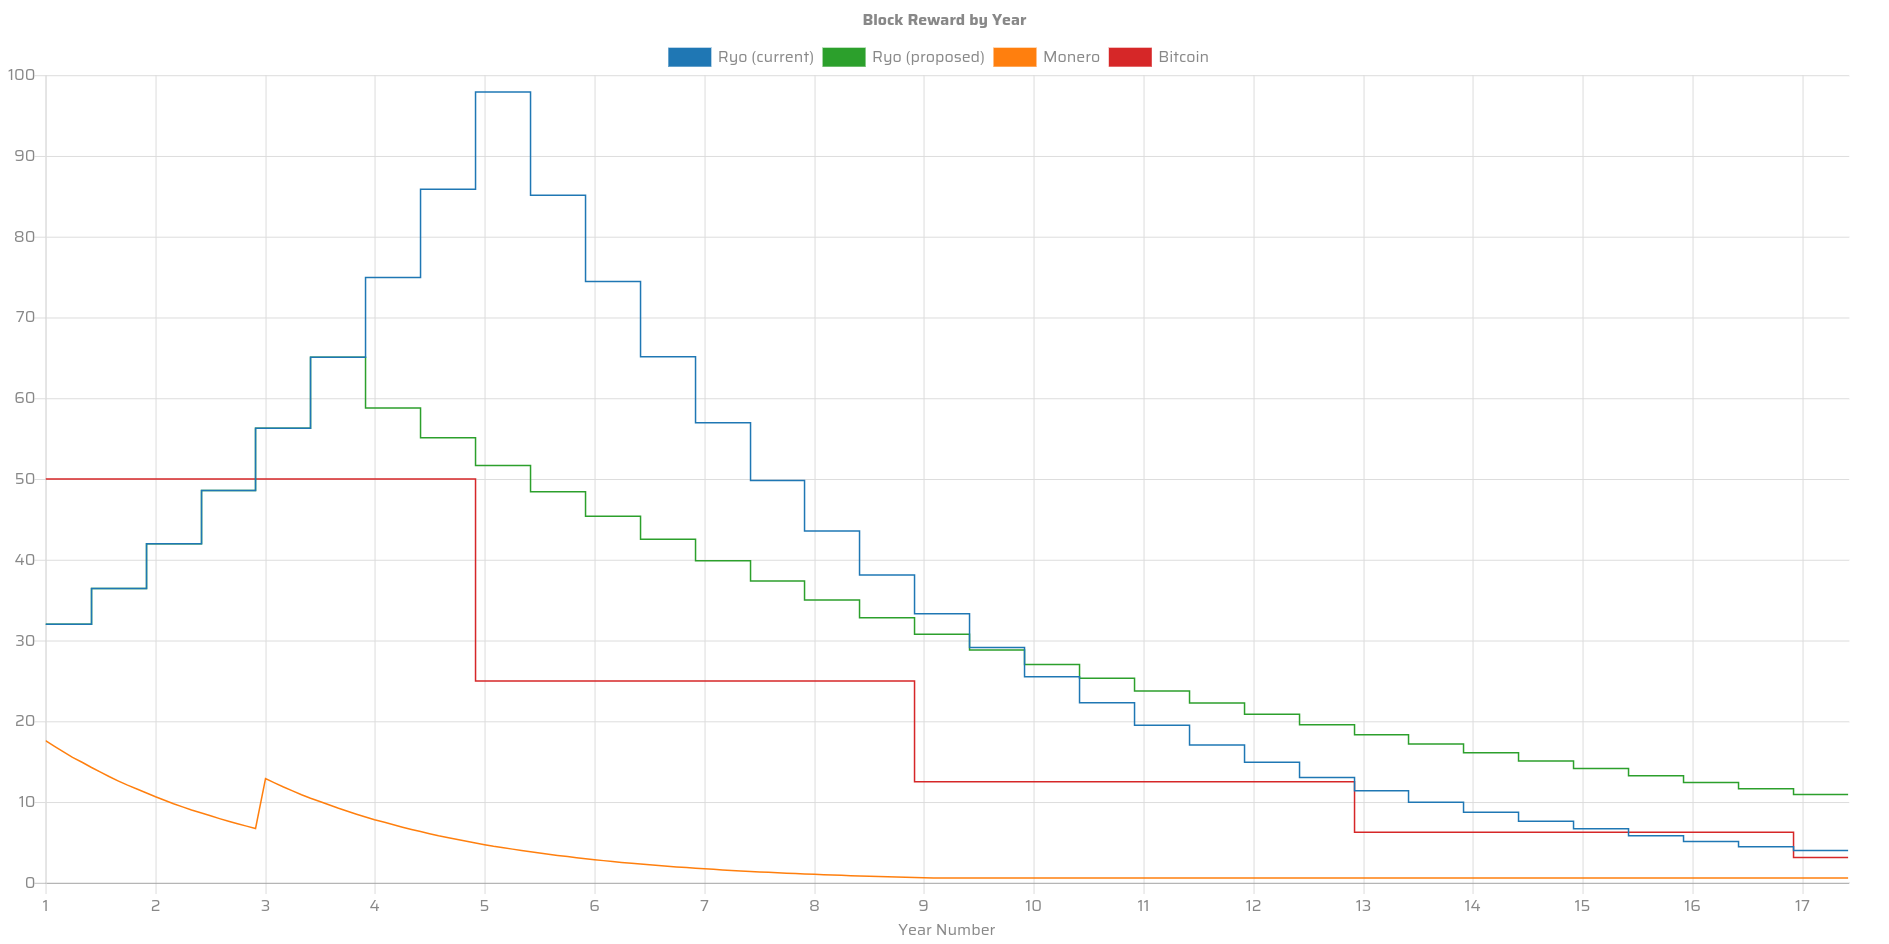 Block Reward by Year
Ryo (current) Ryo (proposed) Monero Bitcoin
100
90
80
70
60
50
40
30
20
10
0
1 2 3 4 5 6 7 8 9 10 11 12 13 14 15 16 17
Year Number